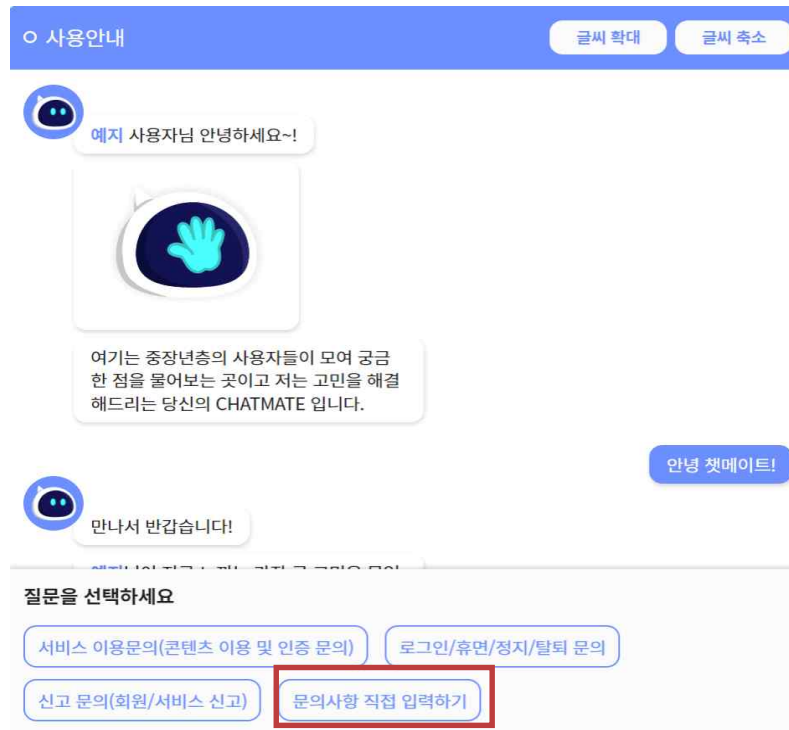 사용안내
글씨 확대
글씨 축소
예지 사용자님 안녕하세요~!
여기는 중장년층의 사용자들이 모여 궁금
한 점을 물어보는 곳이고 저는 고민을 해결
해드리는 당신의 CHATMATE 입니다.
안녕 챗메이트!
만나서 반갑습니다!
질문을 선택하세요
서비스 이용문의(콘텐츠 이용 및 인증 문의)
로그인/휴면/정지/탈퇴 문의
신고 문의(회원/서비스 신고)
문의사항 직접 입력하기